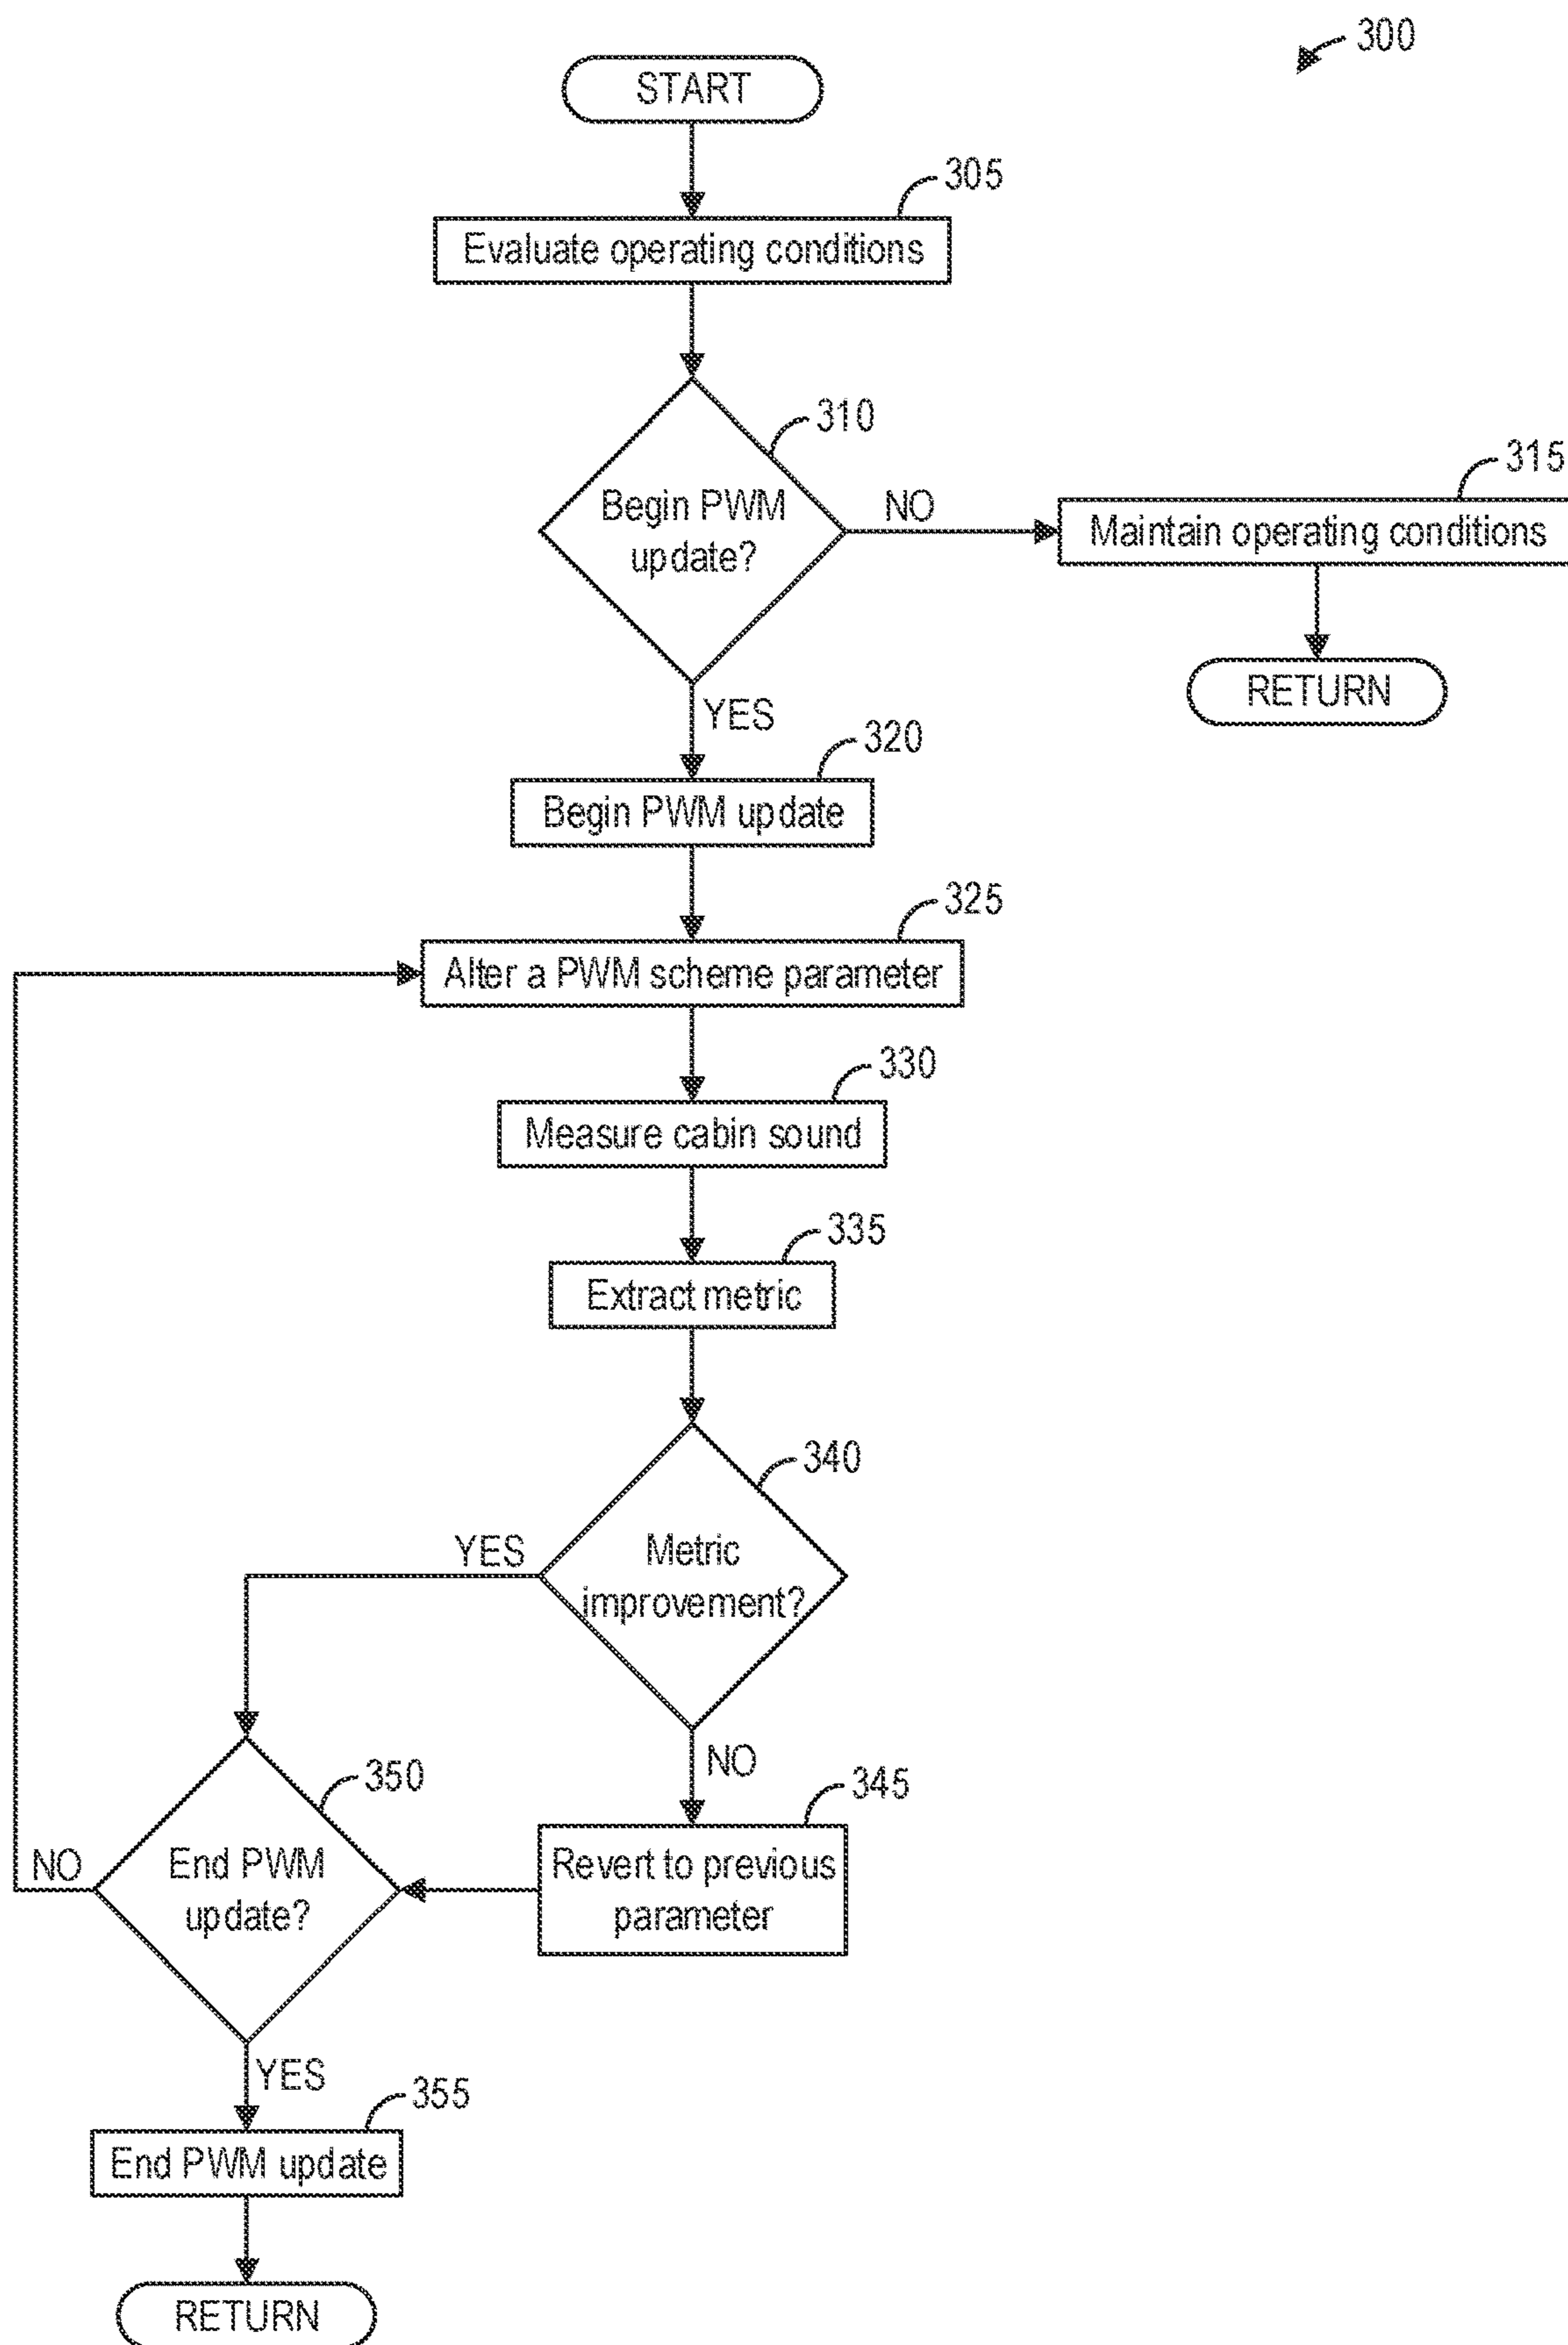 300
START
305
Evaluate operating conditions
310
Begin PWM
update?
NO
315
Maintain operating conditions
RETURN
YES
320
Begin PWM update
325
Alter a PWM scheme parameter
330
Measure cabin sound
335
Extract metric
340
Metric
improvement?
YES
NO
345
Revert to previous
parameter
350
End PWM
update?
NO
YES
355
End PWM update
RETURN